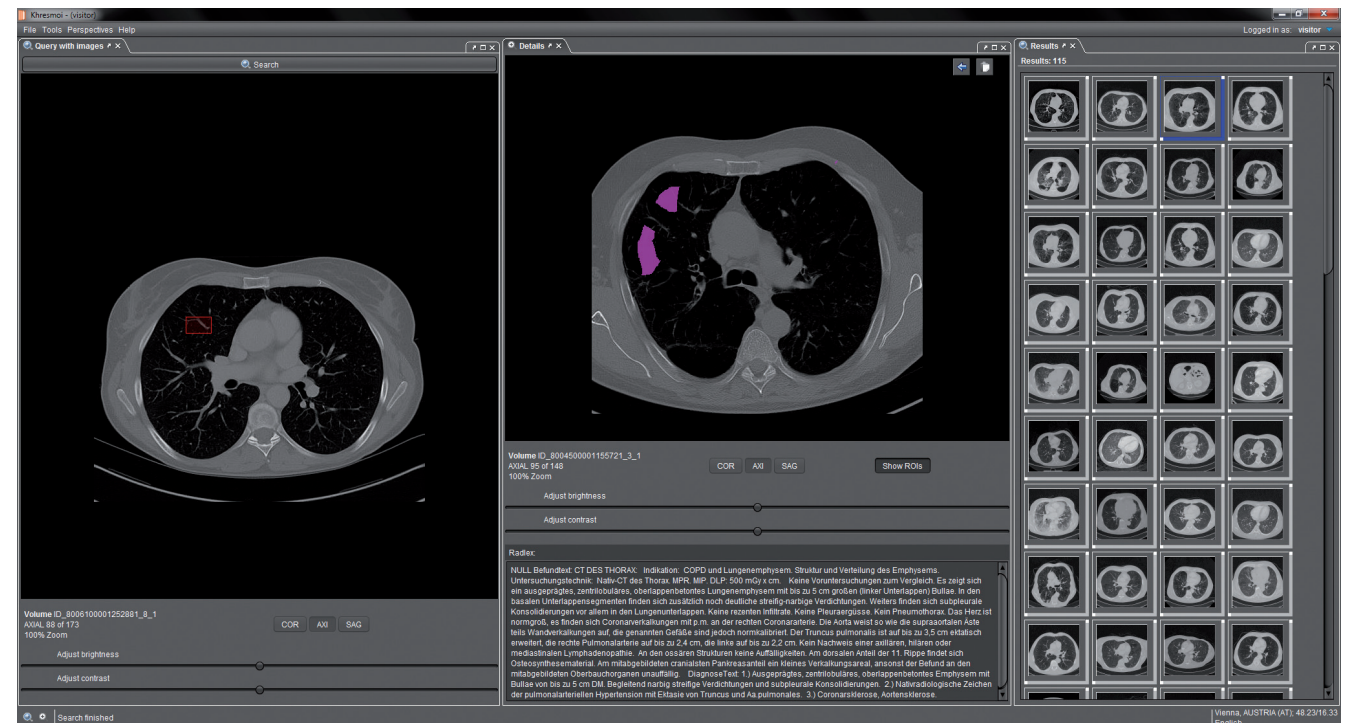 Khresmoi - (visitor)
File Tools Perspectives Help
Logged in as: visitor
Query with images
Search
Volume ID_8006100001252881_8_1
AXIAL 88 of 173
100% Zoom
COR AXI SAG
Adjust brightness
Adjust contrast
Details
Volume ID_8004500001155721_3_1
AXIAL 95 of 148
100% Zoom
COR AXI SAG
Show ROIs
Adjust brightness
Adjust contrast
Radlex:
NULL Befundtext: CT DES THORAX: Indikation: COPD und Lungenemphysem. Struktur und Verteilung des Emphysems.
Untersuchungstechnik: Nativ-CT des Thorax. MPR, MIP. DLP: 500 mGy x cm. Keine Voruntersuchungen zum Vergleich. Es zeigt sich
ein ausgeprägtes, zentrilobuläres, oberlappenbetontes Lungenemphysem mit bis zu 5 cm großen (linker Unterlappen) Bullae. In den
basalen Unterlappensegmenten finden sich zusätzlich noch deutliche streifig-narbige Verdichtungen. Weiters finden sich subpleurale
Konsolidierungen vor allem in den Lungenunterlappen. Keine rezenten Infiltrate. Keine Pleuraergüsse. Kein Pneumothorax. Das Herz ist
normgroß, es finden sich Coronarverkalkungen mit p.m. an der rechten Coronararterie. Die Aorta weist so wie die supraaortalen Äste
teils Wandverkalkungen auf, die genannten Gefäße sind jedoch normkalibriert. Der Truncus pulmonalis ist auf bis zu 3,5 cm ektatisch
erweitert, die rechte Pulmonalarterie auf bis zu 2,4 cm, die linke auf bis zu 2,2 cm. Kein Nachweis einer axillären, hilären oder
mediastinalen Lymphadenopathie. An den ossären Strukturen keine Auffälligkeiten. Am dorsalen Anteil der 11. Rippe findet sich
Osteosynthesematerial. Am mitabgebildeten cranialsten Pankreasanteil ein kleines Verkalkungsareal, ansonst der Befund an den
mitabgebildeten Oberbauchorganen unauffällig. DiagnoseText: 1.) Ausgeprägtes, zentrilobuläres, oberlappenbetontes Emphysem mit
Bullae von bis zu 5 cm DM. Begleitend narbig streifige Verdichtungen und subpleurale Konsolidierungen. 2.) Nativradiologische Zeichen
der pulmonalarteriellen Hypertension mit Ektasie von Truncus und Aa.pulmonales. 3.) Coronarsklerose, Aortensklerose.
Results
Results: 115
Search finished
Vienna, AUSTRIA (AT); 48.23/16.33
English